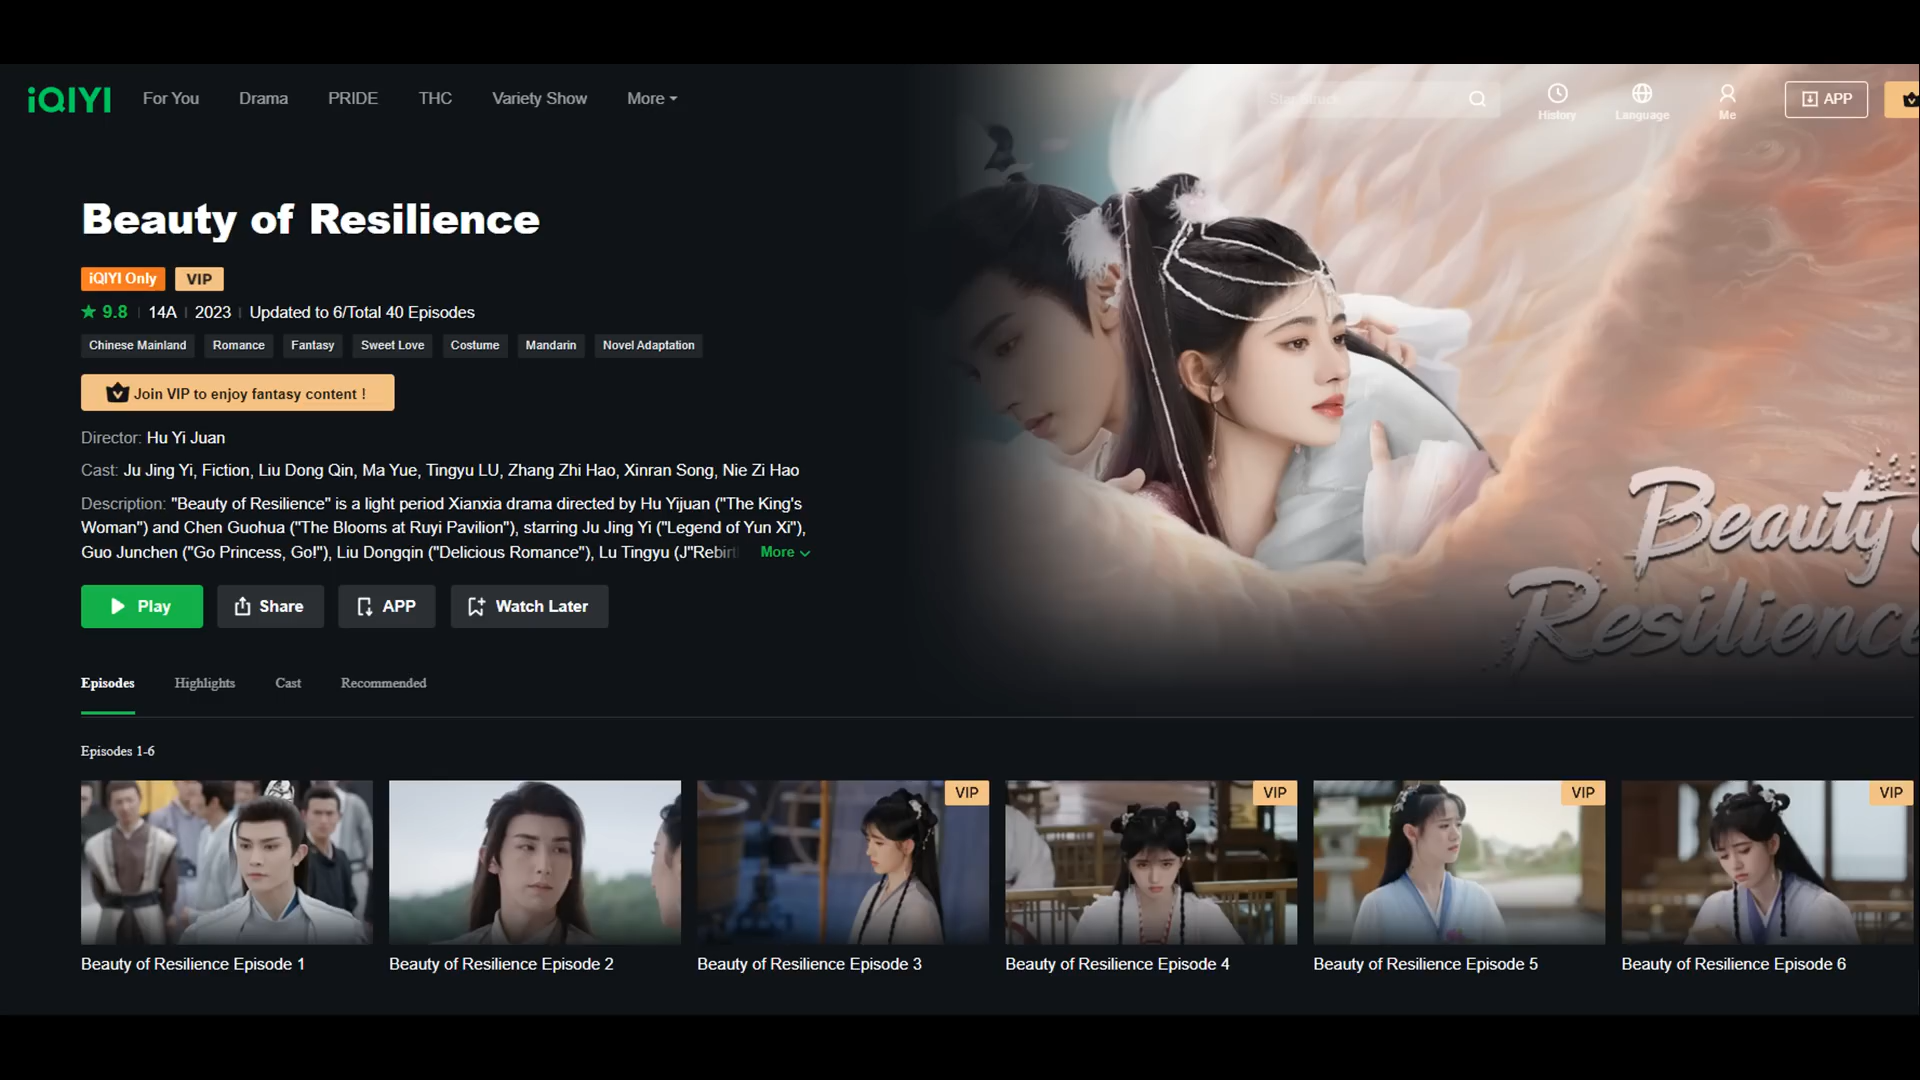 iQIYI
For You
Drama
PRIDE
THC
Variety Show
More
Star Struck
History
Language
Me
APP
Beauty of Resilience
iQIYI Only
VIP
★ 9.8 | 14A | 2023 | Updated to 6/Total 40 Episodes
Chinese Mainland
Romance
Fantasy
Sweet Love
Costume
Mandarin
Novel Adaptation
Join VIP to enjoy fantasy content !
Director: Hu Yi Juan
Cast: Ju Jing Yi, Fiction, Liu Dong Qin, Ma Yue, Tingyu LU, Zhang Zhi Hao, Xinran Song, Nie Zi Hao
Description: "Beauty of Resilience" is a light period Xianxia drama directed by Hu Yijuan ("The King's
Woman") and Chen Guohua ("The Blooms at Ruyi Pavilion"), starring Ju Jing Yi ("Legend of Yun Xi"),
Guo Junchen ("Go Princess, Go!"), Liu Dongqin ("Delicious Romance"), Lu Tingyu (J"Rebirt More
Beauty
Resilience
Play
Share
APP
Watch Later
Episodes
Highlights
Cast
Recommended
Episodes 1-6
VIP
VIP
VIP
VIP
Beauty of Resilience Episode 1
Beauty of Resilience Episode 2
Beauty of Resilience Episode 3
Beauty of Resilience Episode 4
Beauty of Resilience Episode 5
Beauty of Resilience Episode 6